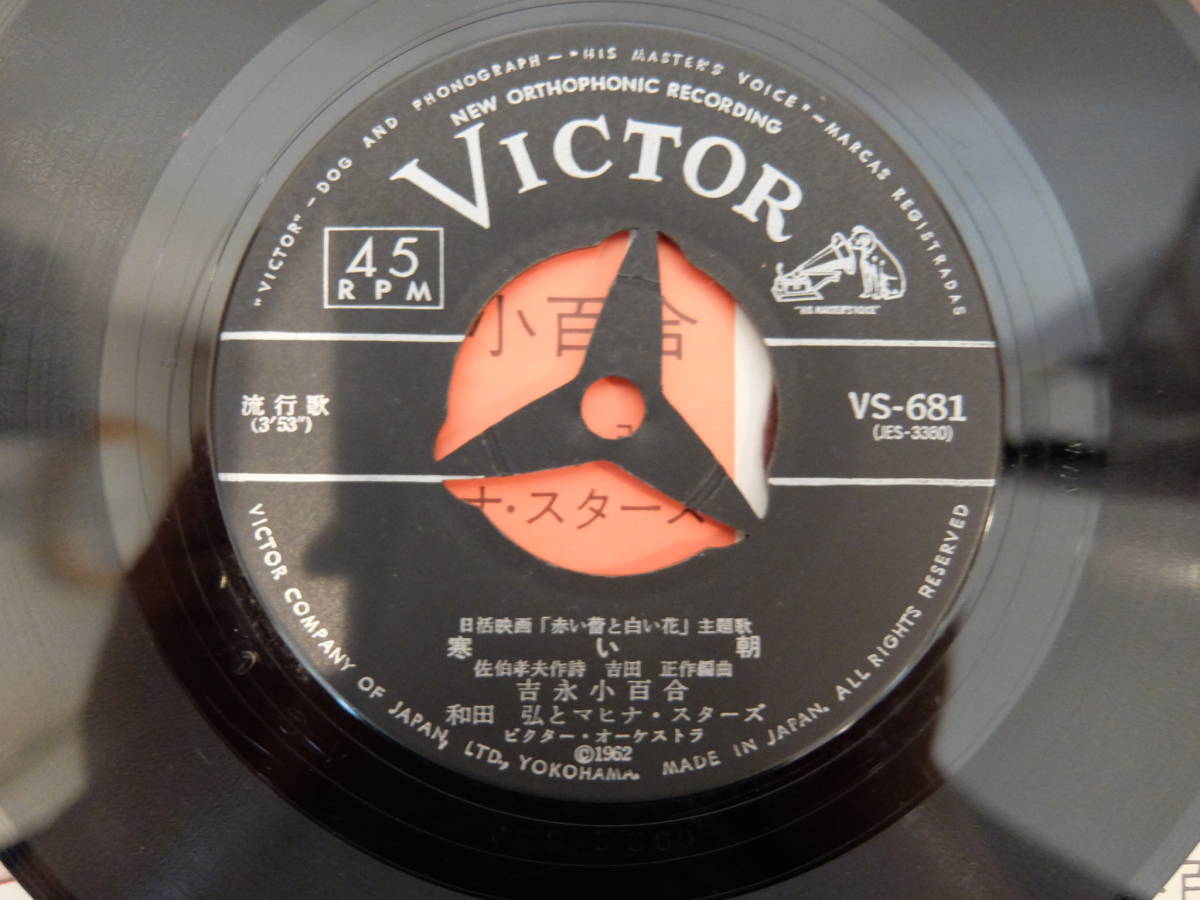 "VICTOR" – DOG AND PHONOGRAPH – "HIS MASTER'S VOICE" – MARCAS REGISTRADAS
NEW ORTHOPHONIC RECORDING
VICTOR
45
RPM
"HIS MASTER'S VOICE"
小百合
流行歌
(3'53")
VS-681
(JES-3380)
ナ・スターズ
日活映画「赤い蕾と白い花」主題歌
寒い朝
佐伯孝夫作詩 吉田 正作編曲
吉永小百合
和田 弘とマヒナ・スターズ
ビクター・オーケストラ
©1962
VICTOR COMPANY OF JAPAN, LTD., YOKOHAMA. MADE IN JAPAN. ALL RIGHTS RESERVED